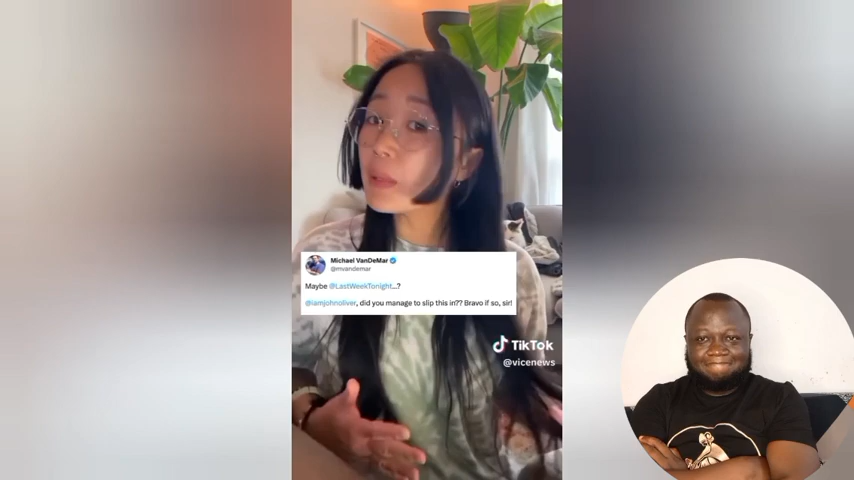 Michael VanDeMar
@mvandemar
Maybe @LastWeekTonight...?
@iamjohnoliver, did you manage to slip this in?? Bravo if so, sir!
TikTok
@vicenews